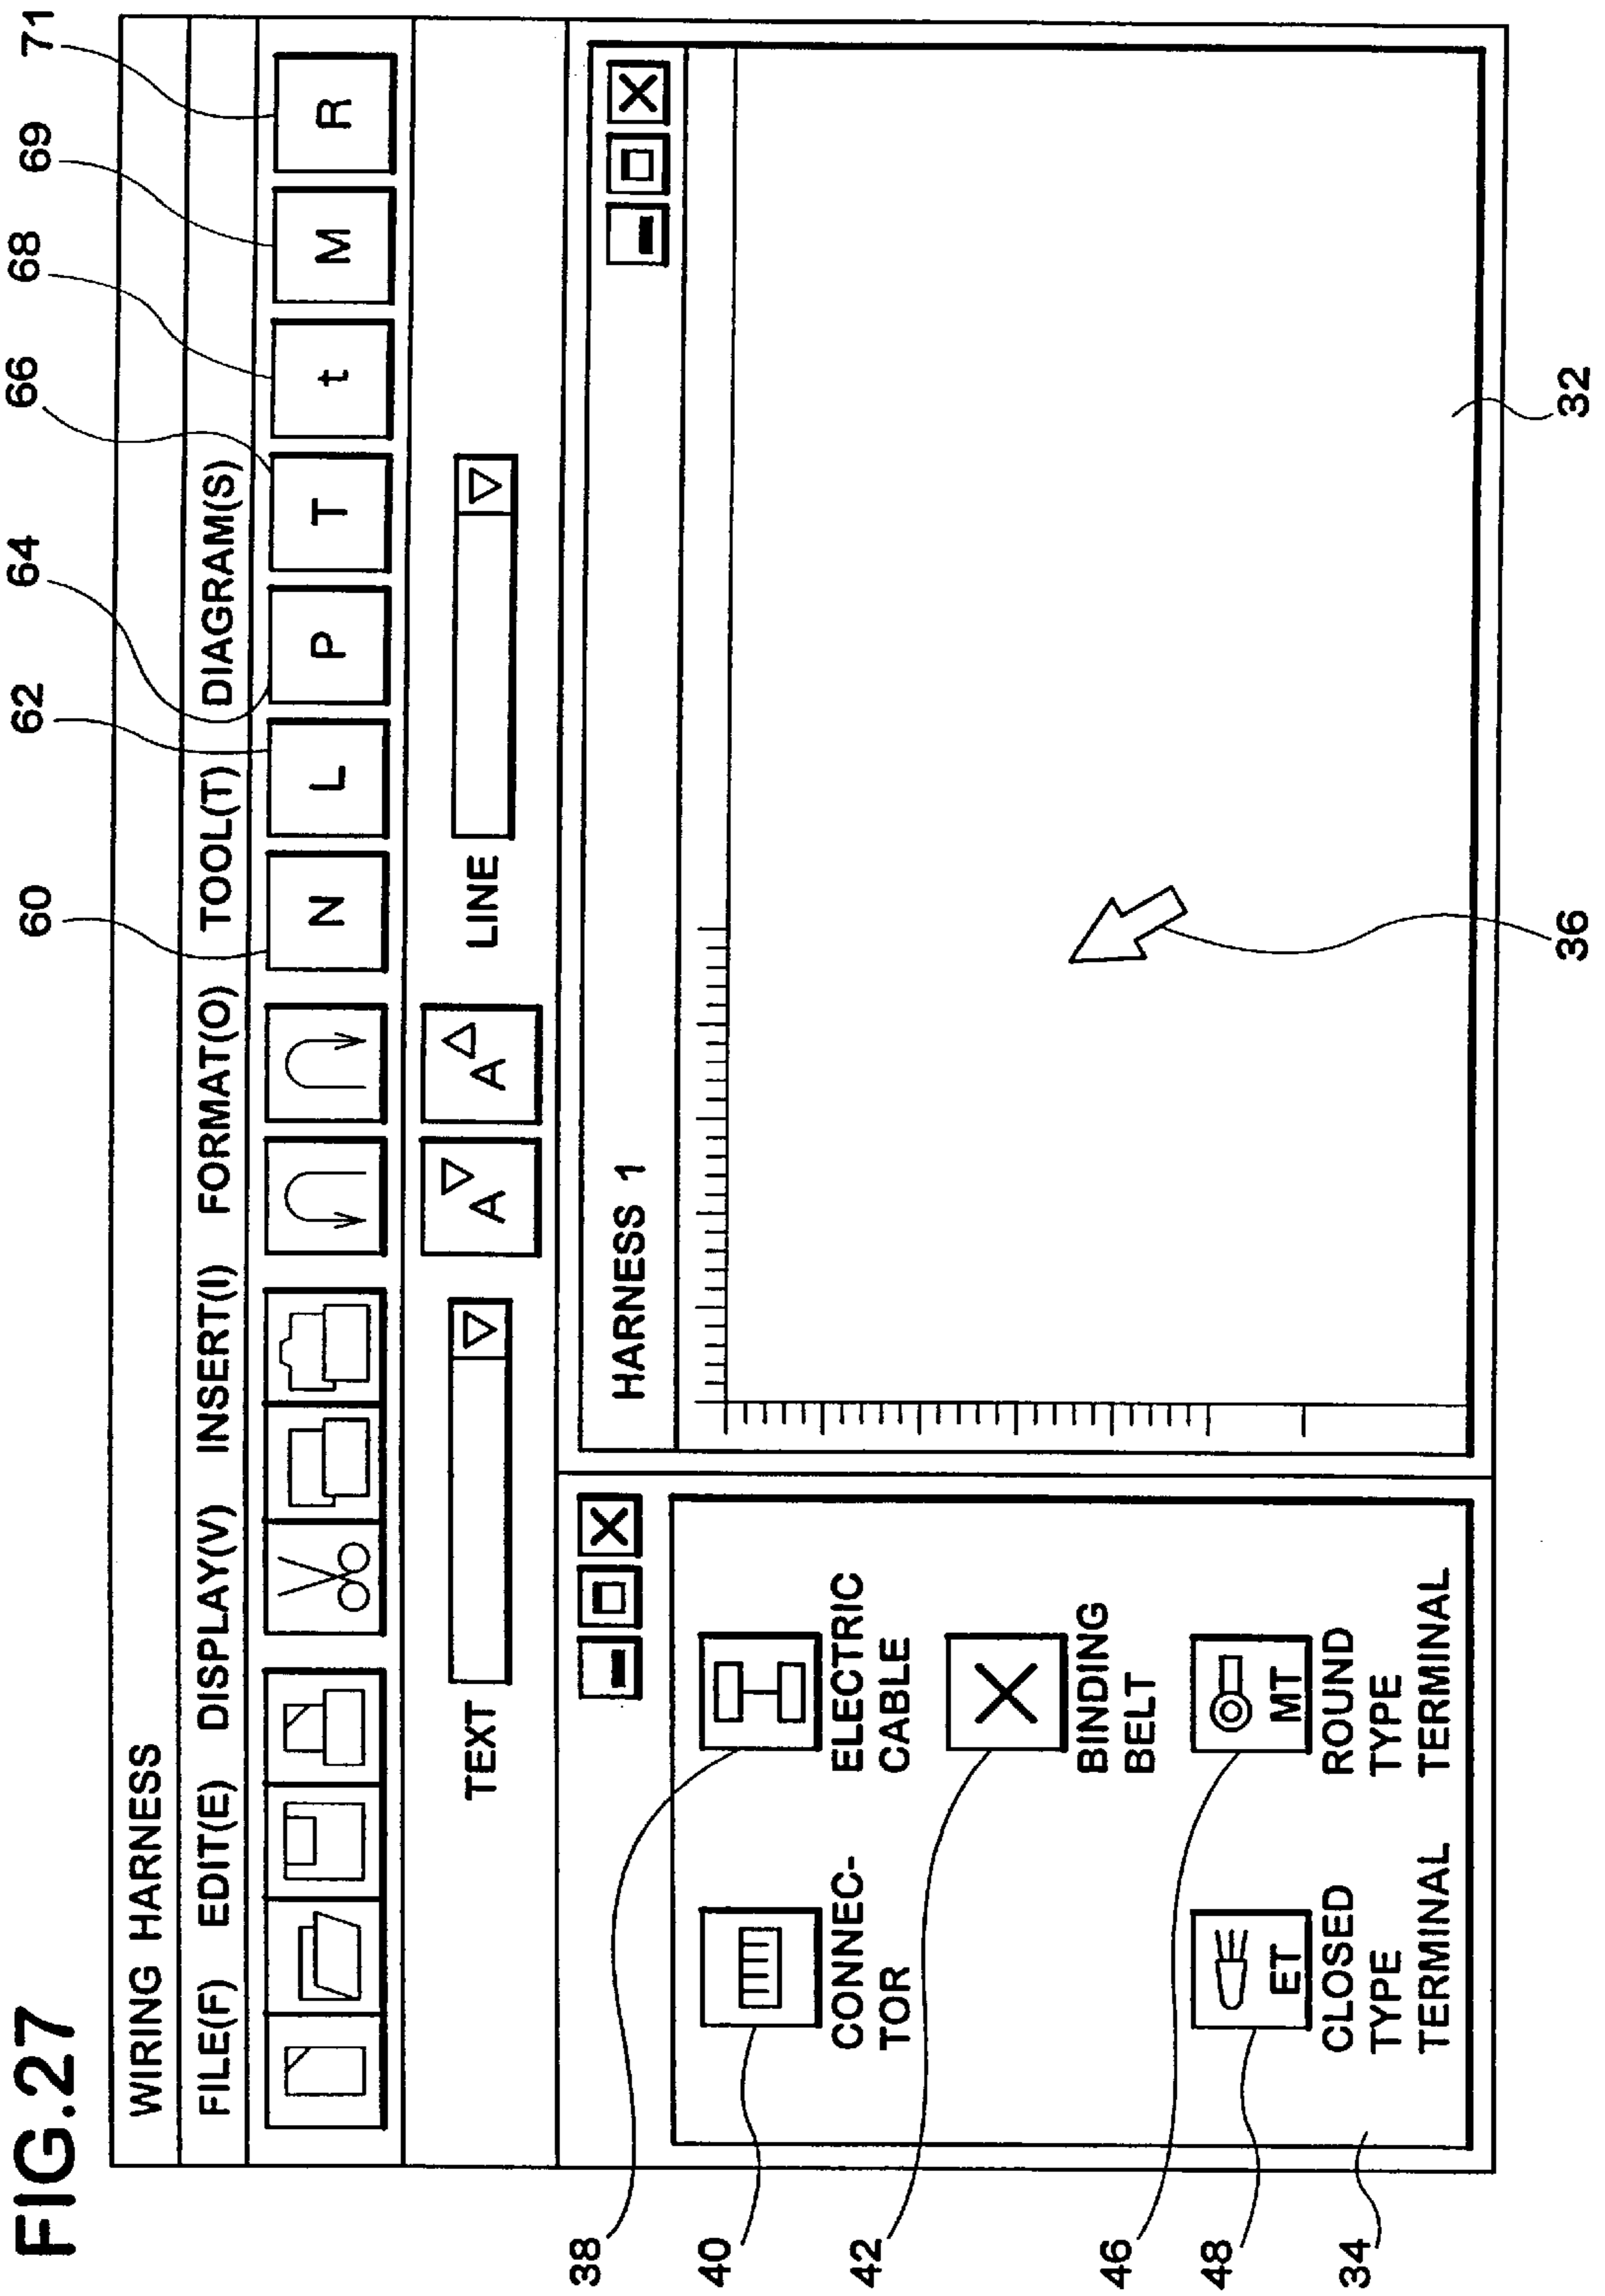 FIG.27
60 62 64 66 68 69 71
WIRING HARNESS
FILE(F) EDIT(E) DISPLAY(V) INSERT(I) FORMAT(O) TOOL(T) DIAGRAM(S)
N L P T t M R
TEXT A A LINE
HARNESS 1
38
40
CONNEC-
TOR
ELECTRIC
CABLE
42
BINDING
BELT
46
48
ET
CLOSED
TYPE
TERMINAL
MT
ROUND
TYPE
TERMINAL
34
36
32